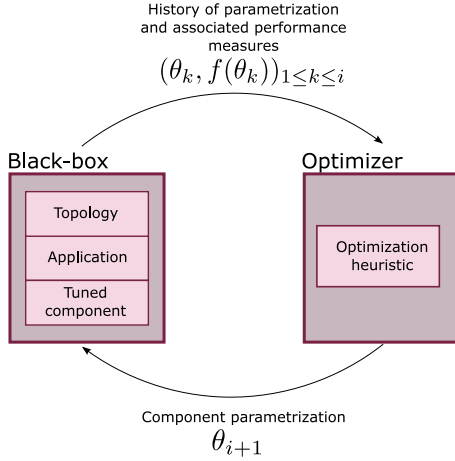 History of parametrization
and associated performance
measures
(θ_k, f(θ_k))_{1≤k≤i}
Black-box
Optimizer
Topology
Application
Tuned
component
Optimization
heuristic
Component parametrization
θ_{i+1}